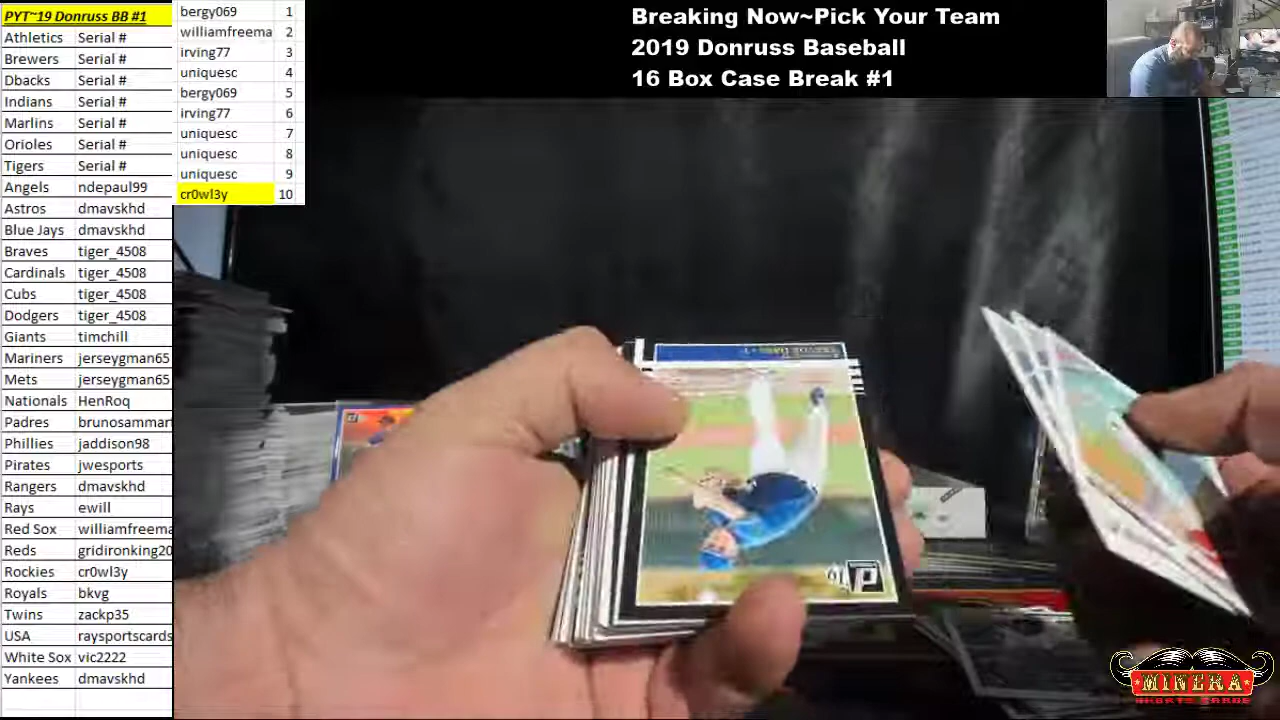 PYT~19 Donruss BB #1
Athletics Serial #
Brewers Serial #
Dbacks Serial #
Indians Serial #
Marlins Serial #
Orioles Serial #
Tigers Serial #
Angels ndepaul99
Astros dmavskhd
Blue Jays dmavskhd
Braves tiger_4508
Cardinals tiger_4508
Cubs tiger_4508
Dodgers tiger_4508
Giants timchill
Mariners jerseygman65
Mets jerseygman65
Nationals HenRoq
Padres brunosammar
Phillies jaddison98
Pirates jwesports
Rangers dmavskhd
Rays ewill
Red Sox williamfreema
Reds gridironking20
Rockies cr0wl3y
Royals bkvg
Twins zackp35
USA raysportscards
White Sox vic2222
Yankees dmavskhd
bergy069 1
williamfreema 2
irving77 3
uniquesc 4
bergy069 5
irving77 6
uniquesc 7
uniquesc 8
uniquesc 9
cr0wl3y 10
Breaking Now~Pick Your Team
2019 Donruss Baseball
16 Box Case Break #1
MINERA
SPORTS CARDS